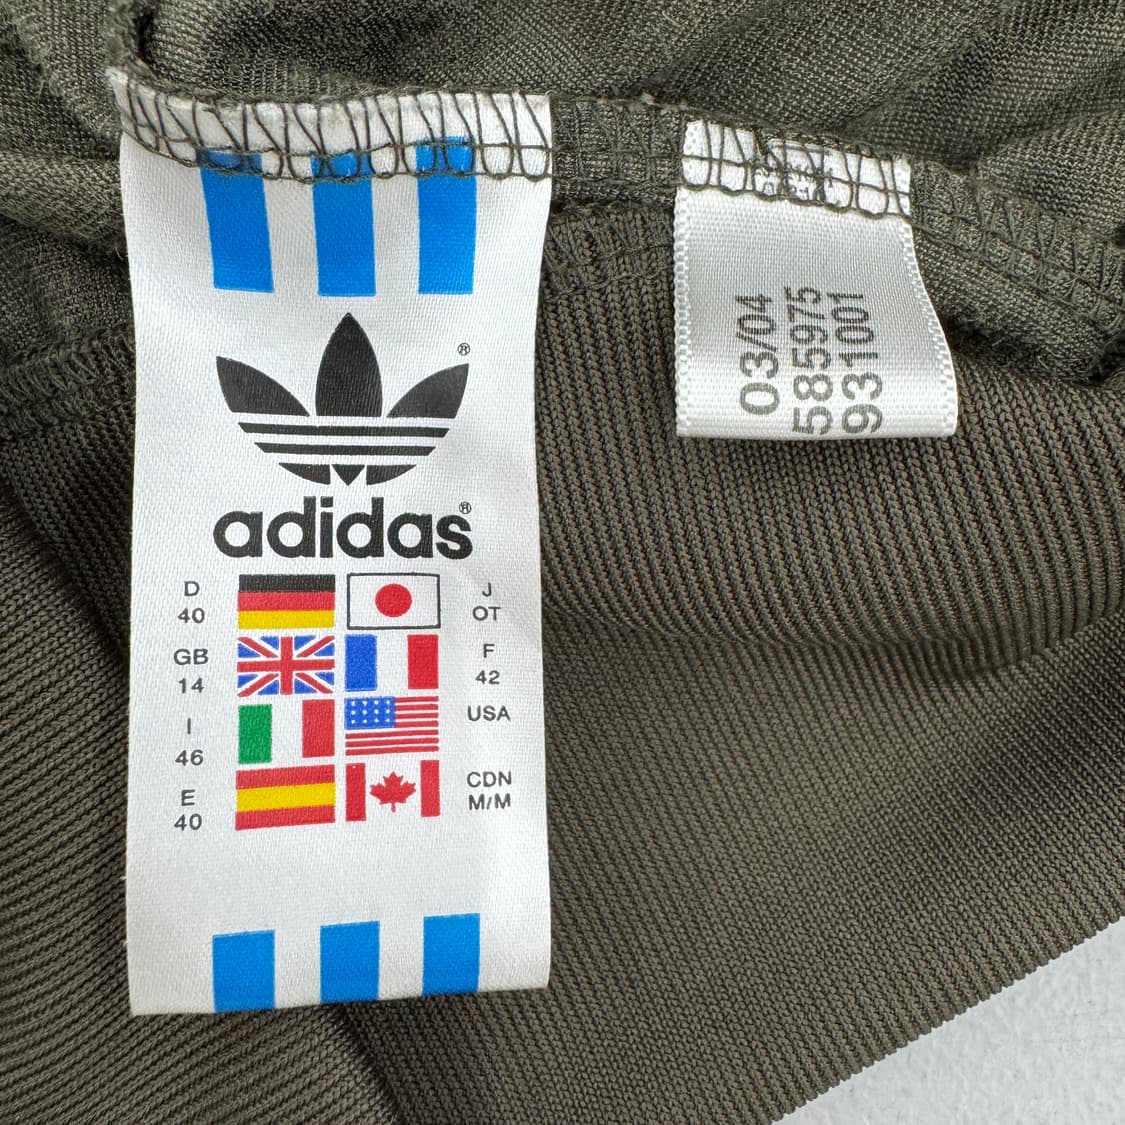 ®
adidas®
D
40
J
OT
GB
14
F
42
I
46
USA
E
40
CDN
M/M
03/04
585975
931001